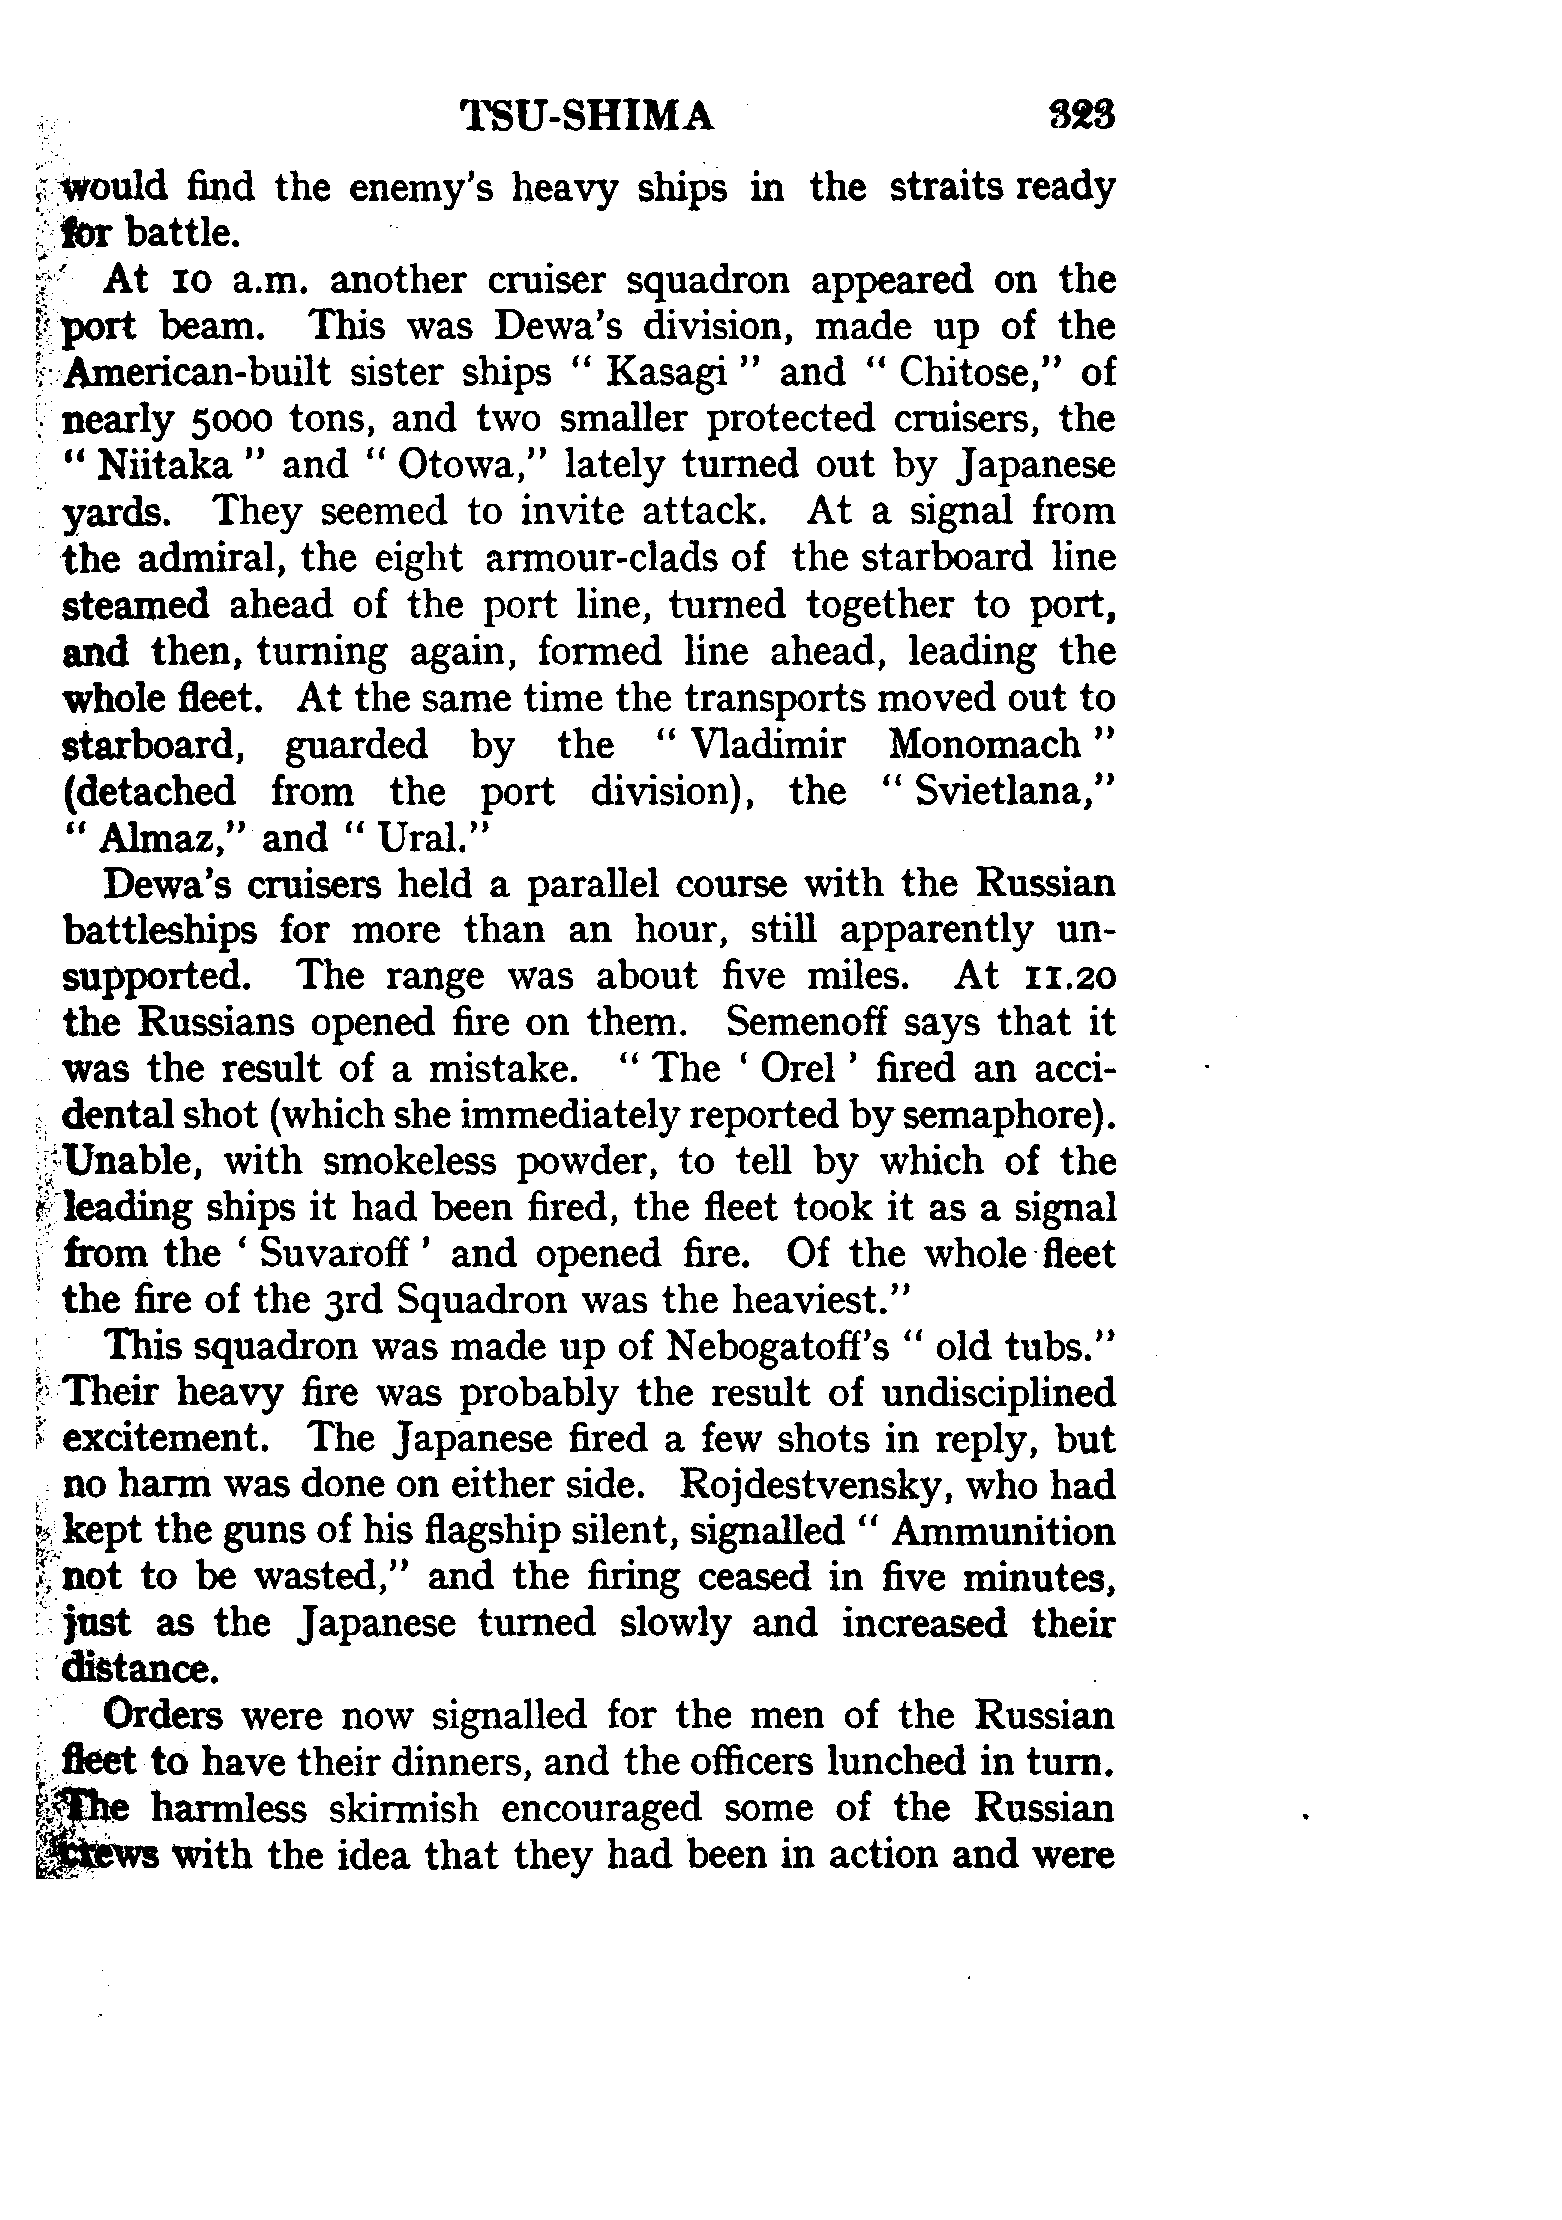 TSU-SHIMA 323
would find the enemy's heavy ships in the straits ready
for battle.
At 10 a.m. another cruiser squadron appeared on the
port beam. This was Dewa's division, made up of the
American-built sister ships " Kasagi " and " Chitose," of
nearly 5000 tons, and two smaller protected cruisers, the
" Niitaka " and " Otowa," lately turned out by Japanese
yards. They seemed to invite attack. At a signal from
the admiral, the eight armour-clads of the starboard line
steamed ahead of the port line, turned together to port,
and then, turning again, formed line ahead, leading the
whole fleet. At the same time the transports moved out to
starboard, guarded by the " Vladimir Monomach "
(detached from the port division), the " Svietlana,"
" Almaz," and " Ural."
Dewa's cruisers held a parallel course with the Russian
battleships for more than an hour, still apparently un-
supported. The range was about five miles. At 11.20
the Russians opened fire on them. Semenoff says that it
was the result of a mistake. " The ' Orel ' fired an acci-
dental shot (which she immediately reported by semaphore).
Unable, with smokeless powder, to tell by which of the
leading ships it had been fired, the fleet took it as a signal
from the ' Suvaroff ' and opened fire. Of the whole fleet
the fire of the 3rd Squadron was the heaviest."
This squadron was made up of Nebogatoff's " old tubs."
Their heavy fire was probably the result of undisciplined
excitement. The Japanese fired a few shots in reply, but
no harm was done on either side. Rojdestvensky, who had
kept the guns of his flagship silent, signalled " Ammunition
not to be wasted," and the firing ceased in five minutes,
just as the Japanese turned slowly and increased their
distance.
Orders were now signalled for the men of the Russian
fleet to have their dinners, and the officers lunched in turn.
The harmless skirmish encouraged some of the Russian
crews with the idea that they had been in action and were